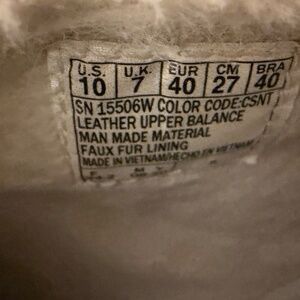 U.S. U.K. EUR CM BRA
10 7 40 27 40
SN 15506W COLOR CODE:CSNT
LEATHER UPPER BALANCE
MAN MADE MATERIAL
FAUX FUR LINING
MADE IN VIETNAM/HECHO EN VIETNAM